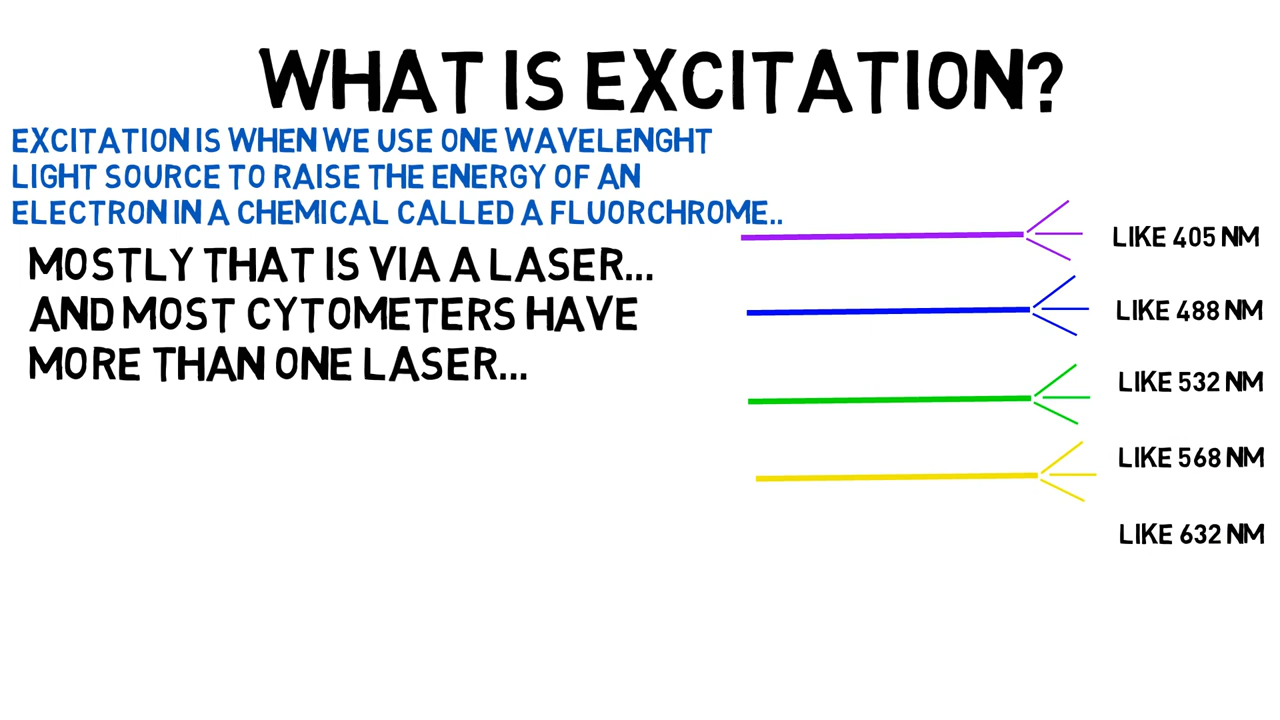 WHAT IS EXCITATION?
EXCITATION IS WHEN WE USE ONE WAVELENGHT
LIGHT SOURCE TO RAISE THE ENERGY OF AN
ELECTRON IN A CHEMICAL CALLED A FLUORCHROME..
MOSTLY THAT IS VIA A LASER...
AND MOST CYTOMETERS HAVE
MORE THAN ONE LASER...
LIKE 405 NM
LIKE 488 NM
LIKE 532 NM
LIKE 568 NM
LIKE 632 NM